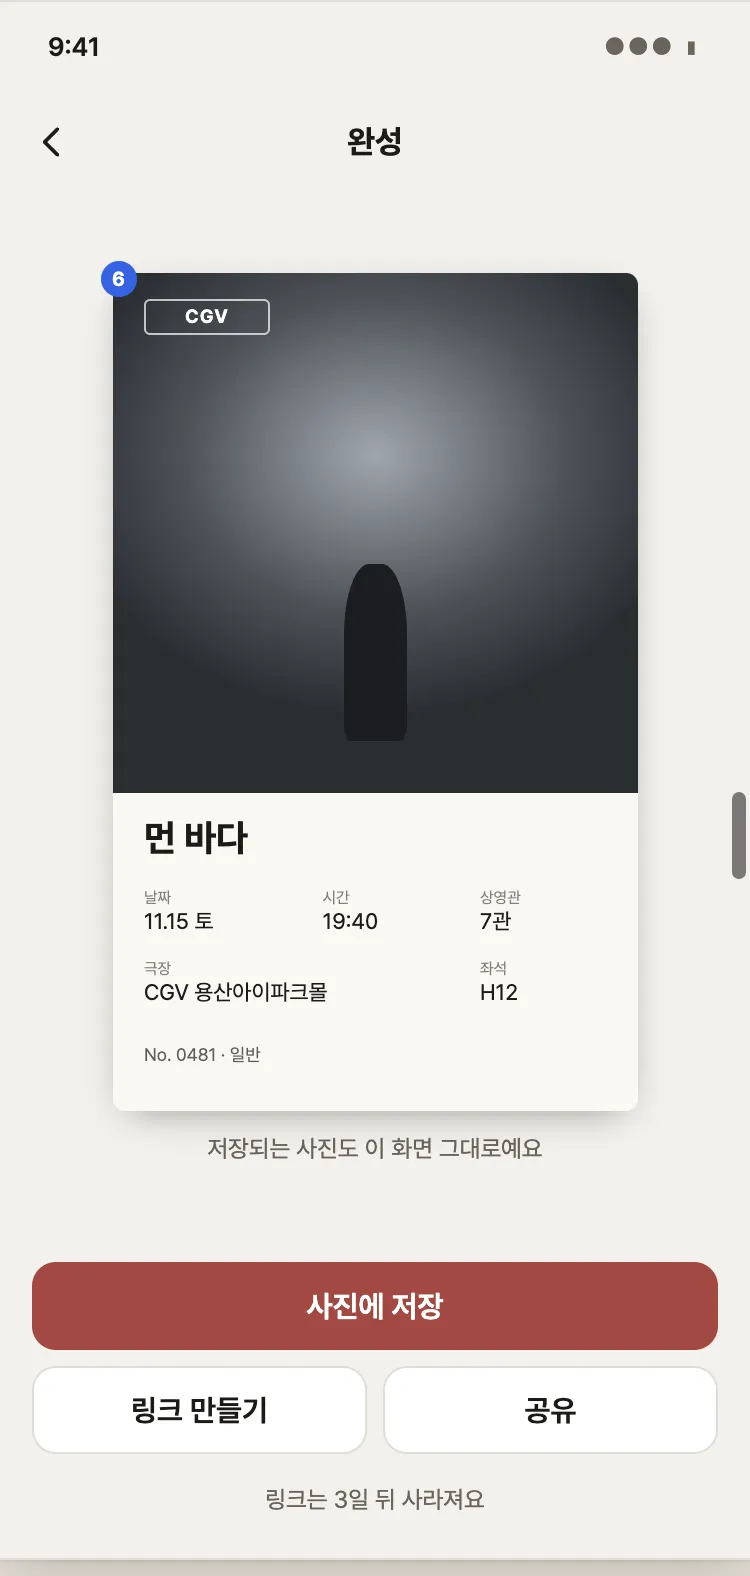 9:41
완성
6
CGV
먼 바다
날짜 시간 상영관
11.15 토 19:40 7관
극장 좌석
CGV 용산아이파크몰 H12
No. 0481 · 일반
저장되는 사진도 이 화면 그대로예요
사진에 저장
링크 만들기 공유
링크는 3일 뒤 사라져요